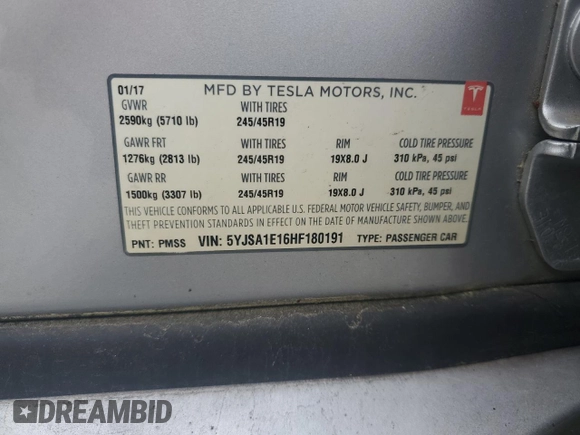 01/17 MFD BY TESLA MOTORS, INC.
GVWR WITH TIRES
2590kg (5710 lb) 245/45R19
GAWR FRT WITH TIRES RIM COLD TIRE PRESSURE
1276kg (2813 lb) 245/45R19 19X8.0 J 310 kPa, 45 psi
GAWR RR WITH TIRES RIM COLD TIRE PRESSURE
1500kg (3307 lb) 245/45R19 19X8.0 J 310 kPa, 45 psi
THIS VEHICLE CONFORMS TO ALL APPLICABLE U.S. FEDERAL MOTOR VEHICLE SAFETY, BUMPER, AND
THEFT PREVENTION STANDARDS IN EFFECT ON THE DATE OF MANUFACTURE SHOWN ABOVE.
PNT: PMSS VIN: 5YJSA1E16HF180191 TYPE: PASSENGER CAR
TESLA
DREAMBID